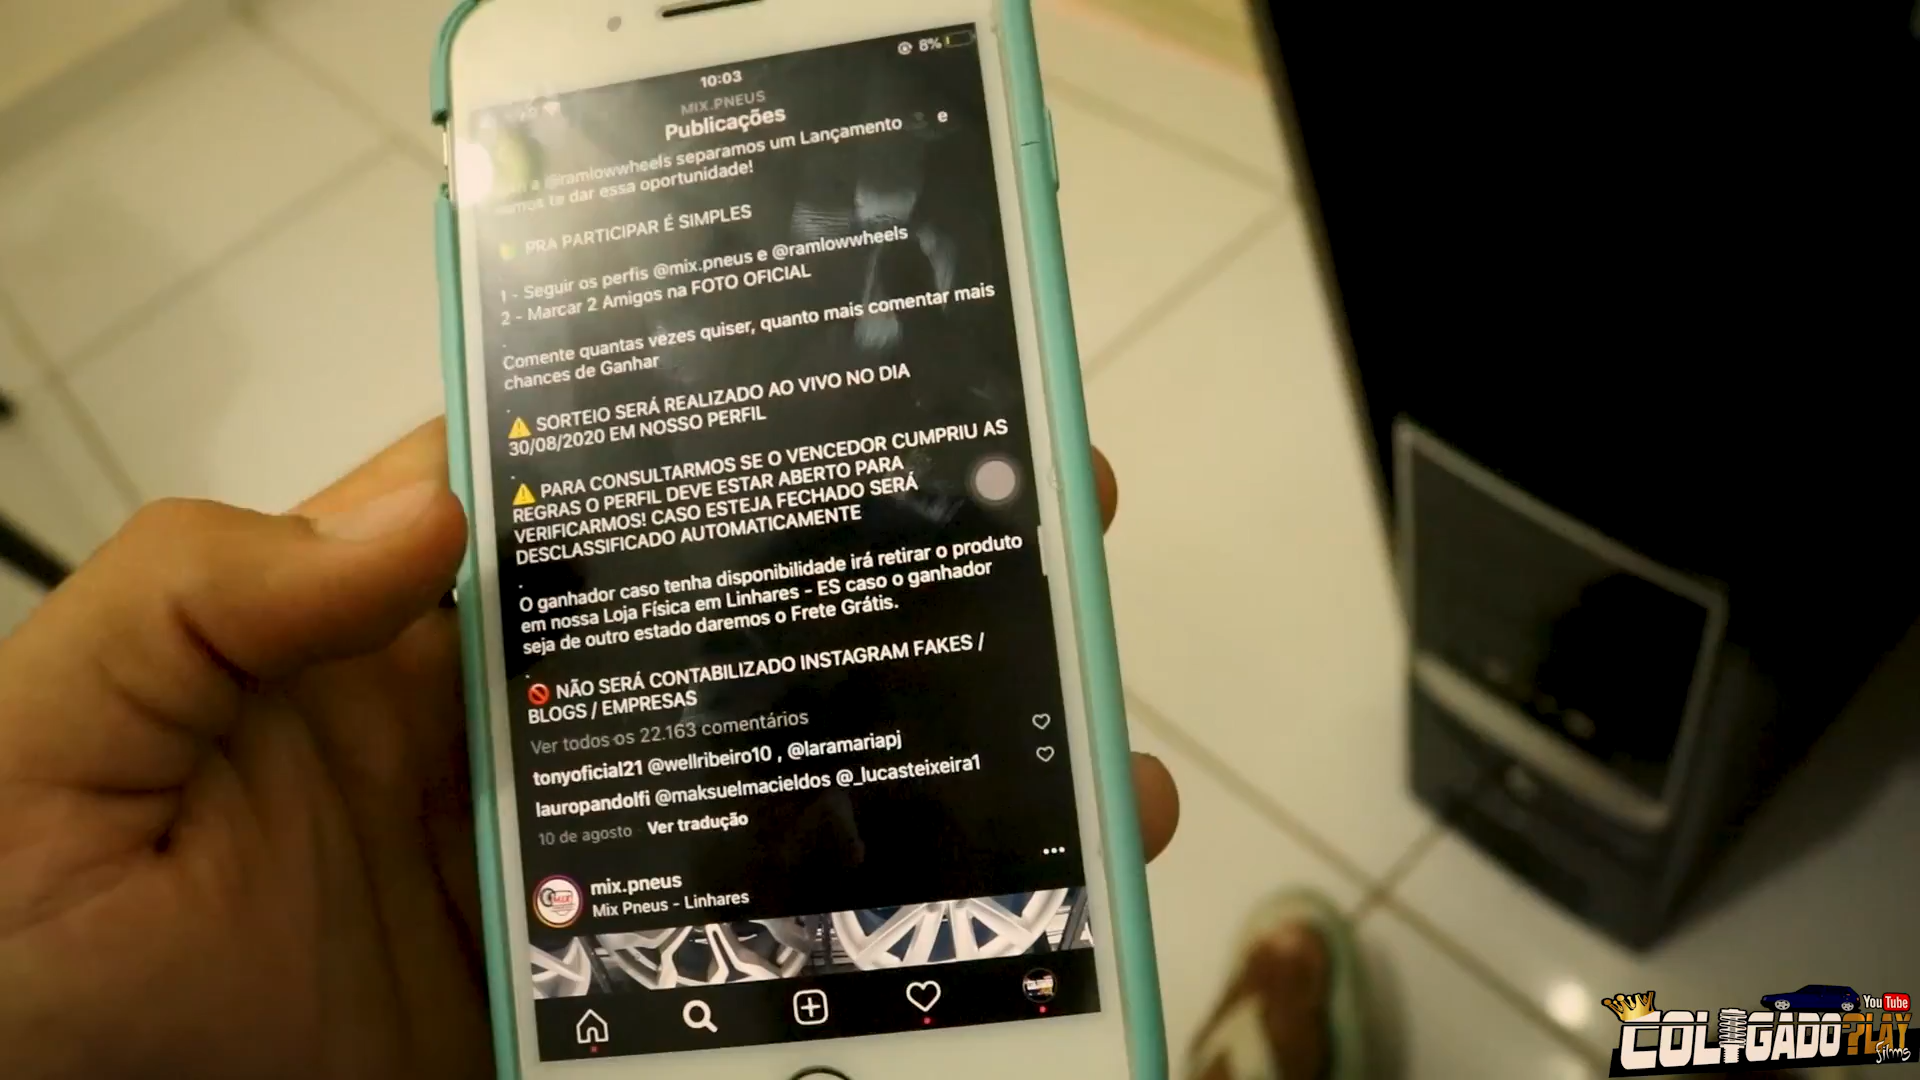 8%
10:03
MIX.PNEUS
Publicações
a @ramlowwheels separamos um Lançamento e
vamos te dar essa oportunidade!
PRA PARTICIPAR É SIMPLES
1 - Seguir os perfis @mix.pneus e @ramlowwheels
2 - Marcar 2 Amigos na FOTO OFICIAL
.
Comente quantas vezes quiser, quanto mais comentar mais
chances de Ganhar
.
⚠️ SORTEIO SERÁ REALIZADO AO VIVO NO DIA
30/08/2020 EM NOSSO PERFIL
.
⚠️ PARA CONSULTARMOS SE O VENCEDOR CUMPRIU AS
REGRAS O PERFIL DEVE ESTAR ABERTO PARA
VERIFICARMOS! CASO ESTEJA FECHADO SERÁ
DESCLASSIFICADO AUTOMATICAMENTE
.
O ganhador caso tenha disponibilidade irá retirar o produto
em nossa Loja Física em Linhares - ES caso o ganhador
seja de outro estado daremos o Frete Grátis.
.
🚫 NÃO SERÁ CONTABILIZADO INSTAGRAM FAKES /
BLOGS / EMPRESAS
Ver todos os 22.163 comentários
tonyoficial21 @wellribeiro10 , @laramariapj
lauropandolfi @maksuelmacieldos @_lucasteixeira1
10 de agosto Ver tradução
mix.pneus
Mix Pneus - Linhares
YouTube
COLIGADO PLAY
films